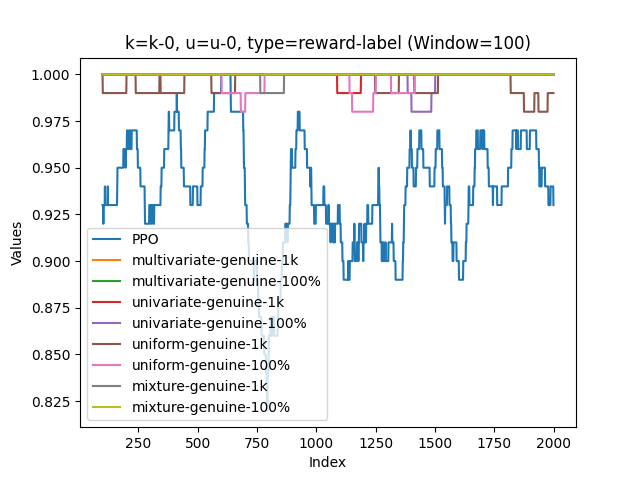 k=k-0, u=u-0, type=reward-label (Window=100)
1.000
0.975
0.950
0.925
0.900
0.875
0.850
0.825
Values
PPO
multivariate-genuine-1k
multivariate-genuine-100%
univariate-genuine-1k
univariate-genuine-100%
uniform-genuine-1k
uniform-genuine-100%
mixture-genuine-1k
mixture-genuine-100%
250 500 750 1000 1250 1500 1750 2000
Index